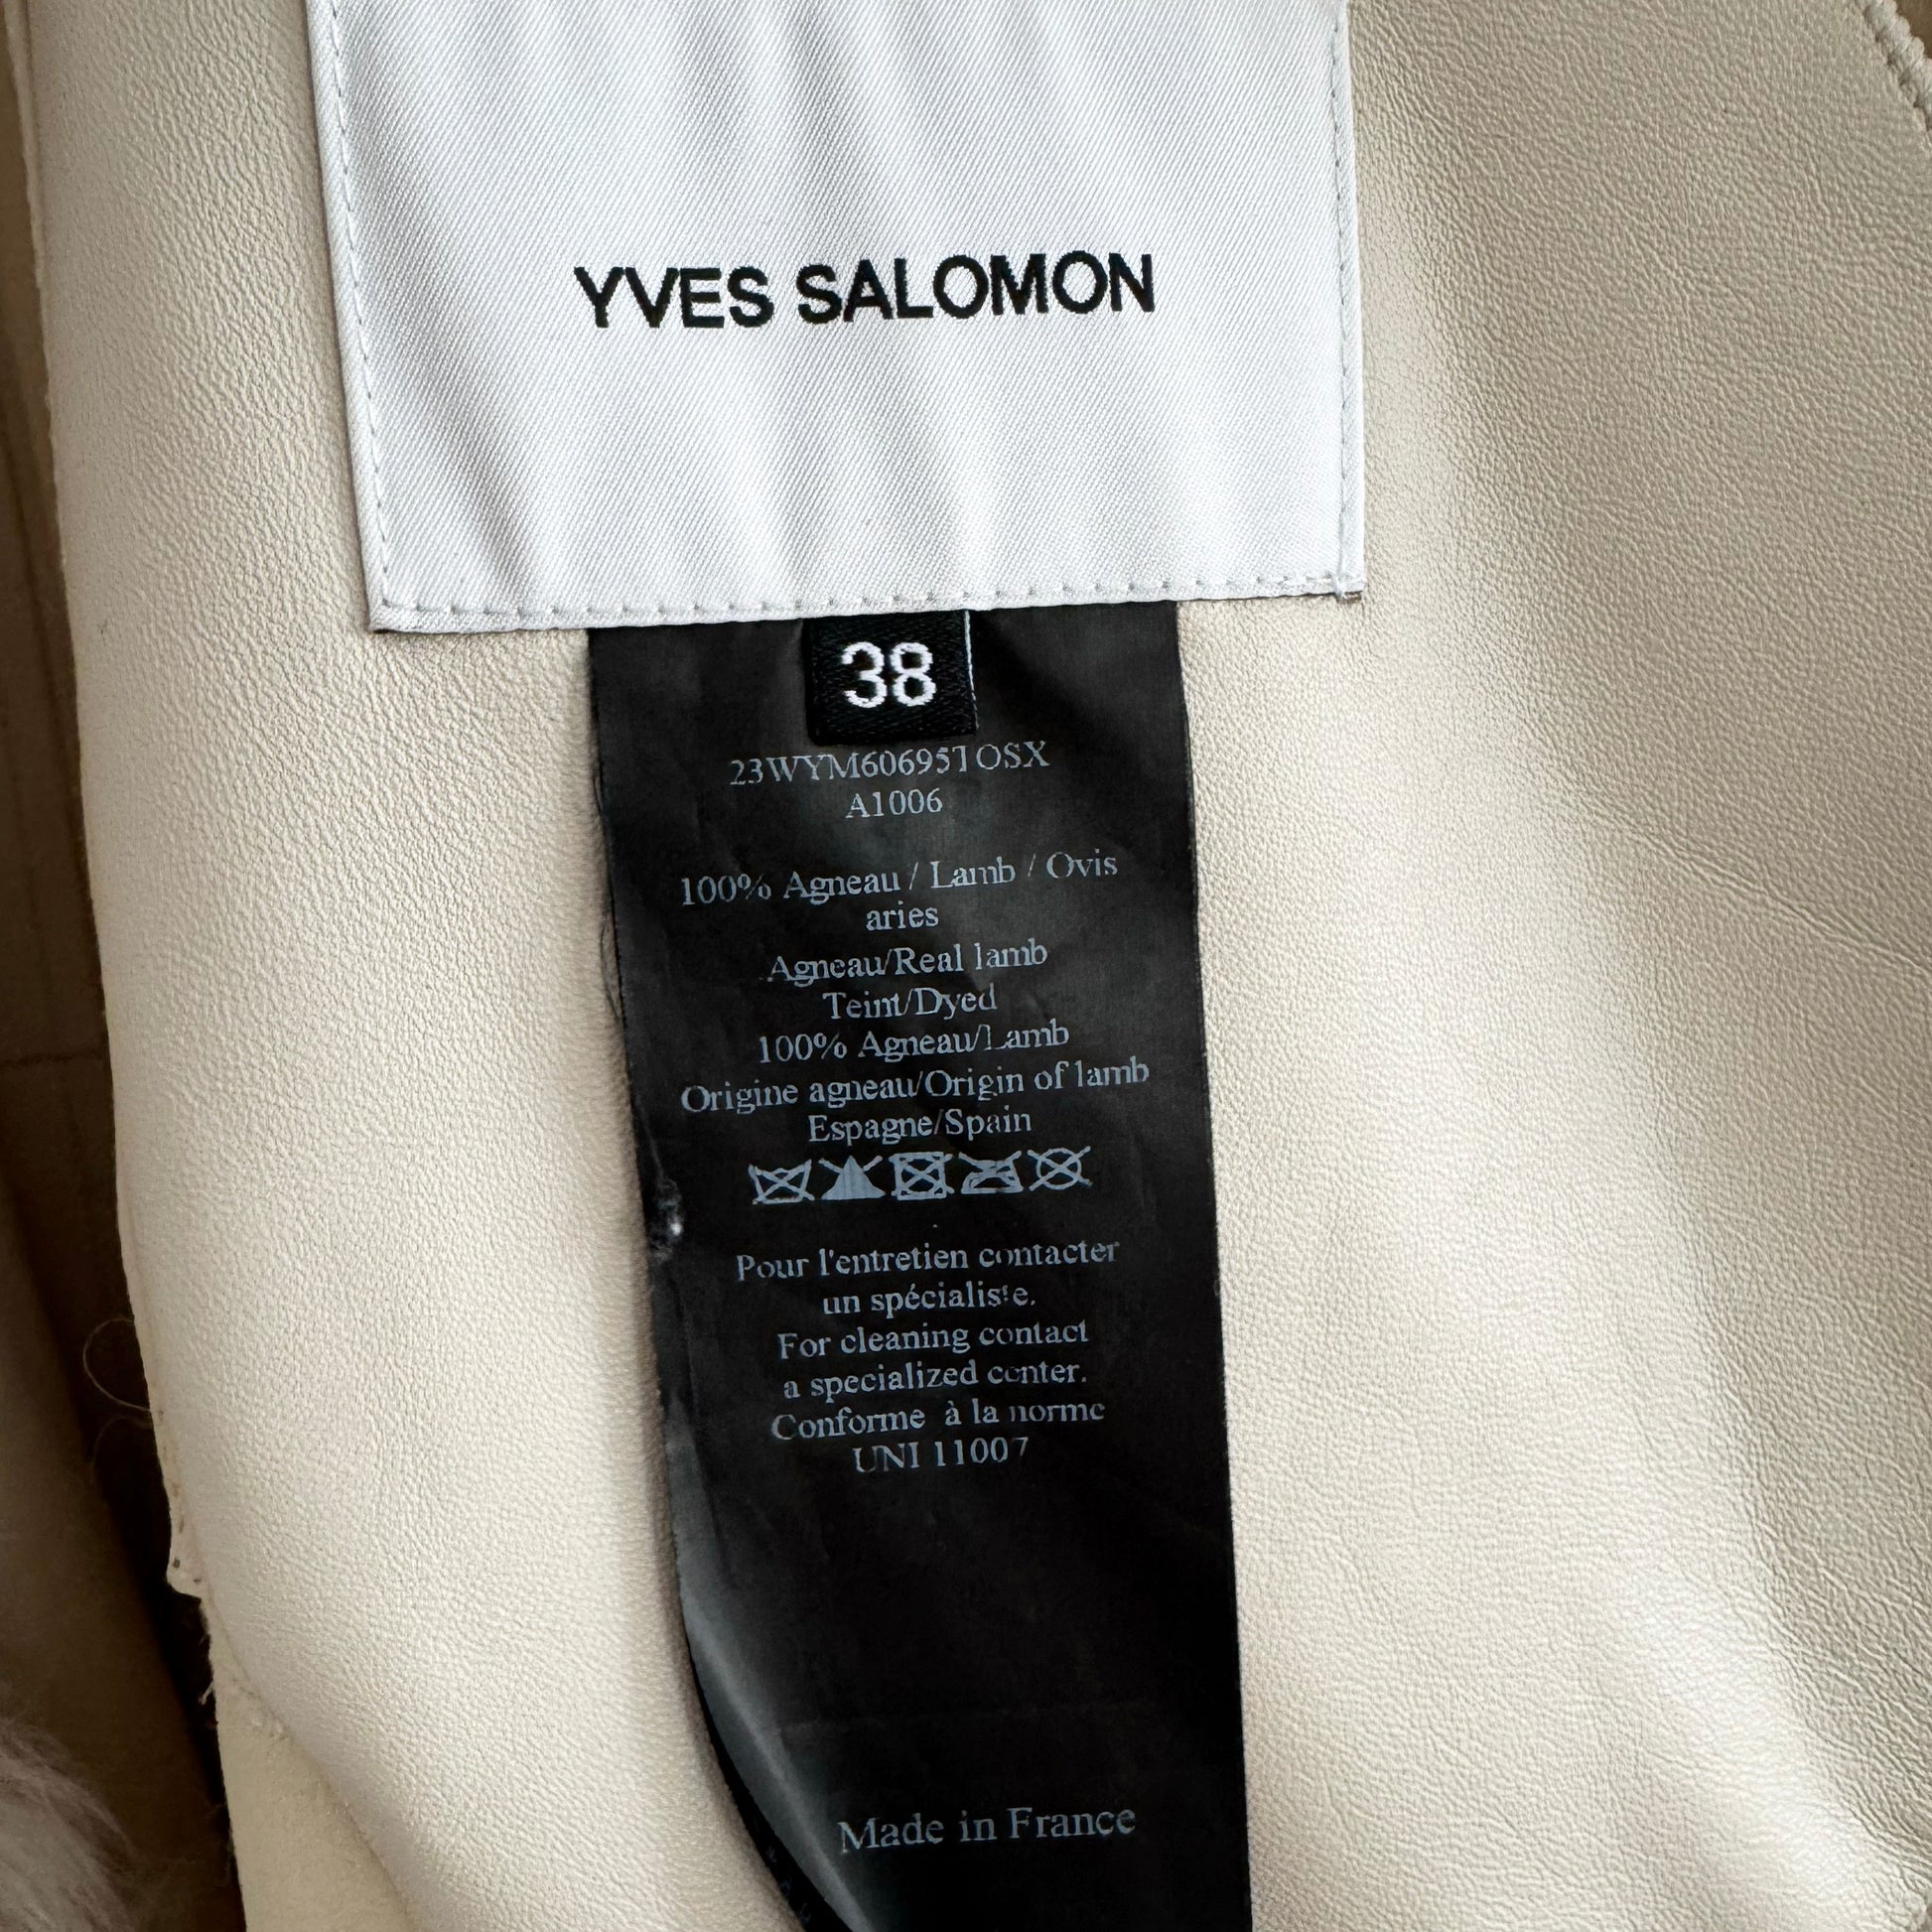 YVES SALOMON
38
23WYM60695TOSX
A1006
100% Agneau / Lamb / Ovis
aries
Agneau/Real lamb
Teint/Dyed
100% Agneau/Lamb
Origine agneau/Origin of lamb
Espagne/Spain
Pour l'entretien contacter
un spécialiste.
For cleaning contact
a specialized center.
Conforme à la norme
UNI 11007
Made in France